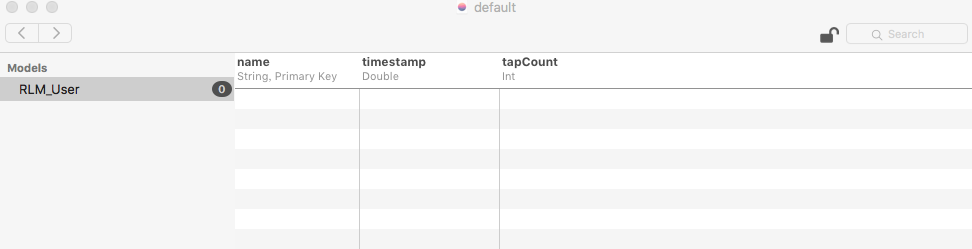 default
Search
Models
RLM_User 0
name timestamp tapCount
String, Primary Key Double Int